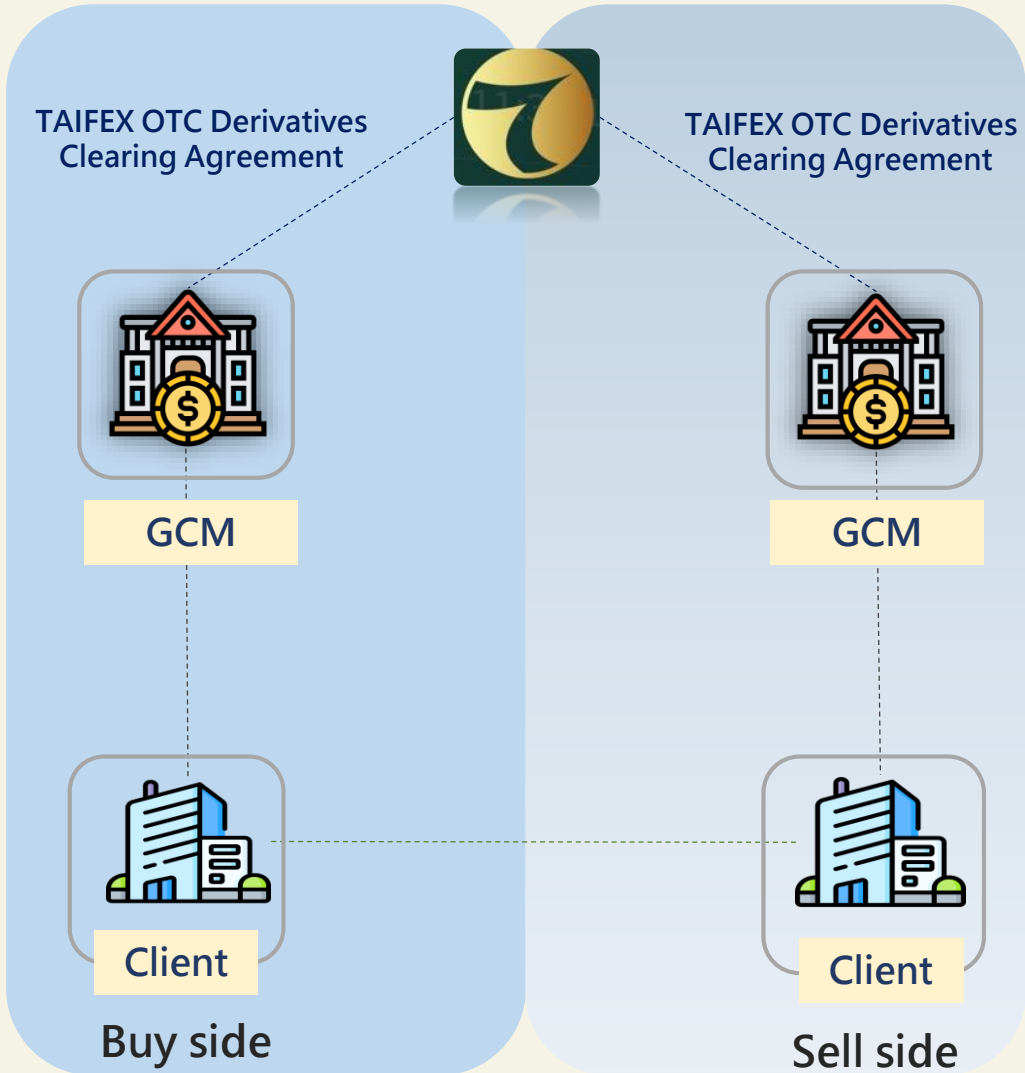 TAIFEX OTC Derivatives
Clearing Agreement
TAIFEX OTC Derivatives
Clearing Agreement
$
$
GCM
GCM
Client
Client
Buy side
Sell side